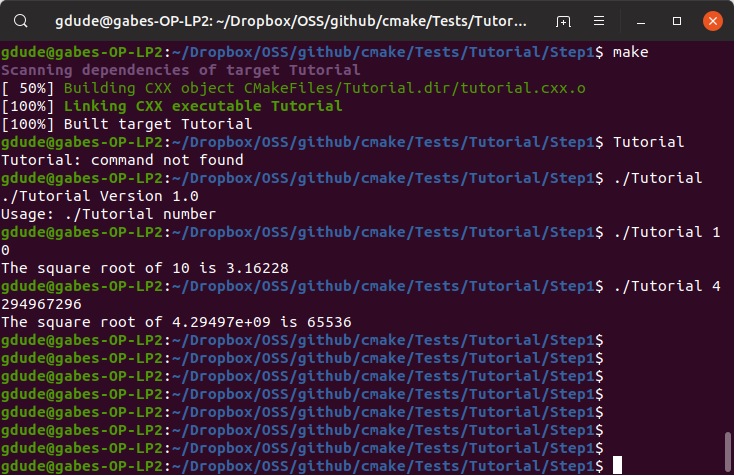 gdude@gabes-OP-LP2: ~/Dropbox/OSS/github/cmake/Tests/Tutor...
gdude@gabes-OP-LP2:~/Dropbox/OSS/github/cmake/Tests/Tutorial/Step1$ make
Scanning dependencies of target Tutorial
[ 50%] Building CXX object CMakeFiles/Tutorial.dir/tutorial.cxx.o
[100%] Linking CXX executable Tutorial
[100%] Built target Tutorial
gdude@gabes-OP-LP2:~/Dropbox/OSS/github/cmake/Tests/Tutorial/Step1$ Tutorial
Tutorial: command not found
gdude@gabes-OP-LP2:~/Dropbox/OSS/github/cmake/Tests/Tutorial/Step1$ ./Tutorial
./Tutorial Version 1.0
Usage: ./Tutorial number
gdude@gabes-OP-LP2:~/Dropbox/OSS/github/cmake/Tests/Tutorial/Step1$ ./Tutorial 1
0
The square root of 10 is 3.16228
gdude@gabes-OP-LP2:~/Dropbox/OSS/github/cmake/Tests/Tutorial/Step1$ ./Tutorial 4
294967296
The square root of 4.29497e+09 is 65536
gdude@gabes-OP-LP2:~/Dropbox/OSS/github/cmake/Tests/Tutorial/Step1$
gdude@gabes-OP-LP2:~/Dropbox/OSS/github/cmake/Tests/Tutorial/Step1$
gdude@gabes-OP-LP2:~/Dropbox/OSS/github/cmake/Tests/Tutorial/Step1$
gdude@gabes-OP-LP2:~/Dropbox/OSS/github/cmake/Tests/Tutorial/Step1$
gdude@gabes-OP-LP2:~/Dropbox/OSS/github/cmake/Tests/Tutorial/Step1$
gdude@gabes-OP-LP2:~/Dropbox/OSS/github/cmake/Tests/Tutorial/Step1$
gdude@gabes-OP-LP2:~/Dropbox/OSS/github/cmake/Tests/Tutorial/Step1$
gdude@gabes-OP-LP2:~/Dropbox/OSS/github/cmake/Tests/Tutorial/Step1$